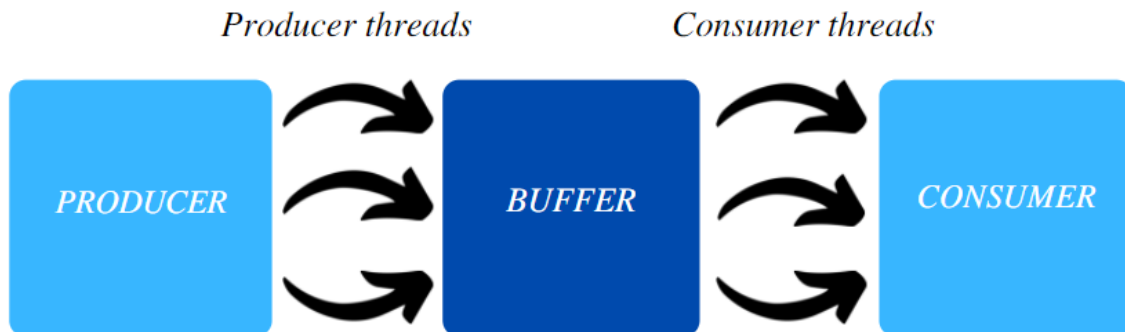 Producer threads
Consumer threads
PRODUCER
BUFFER
CONSUMER